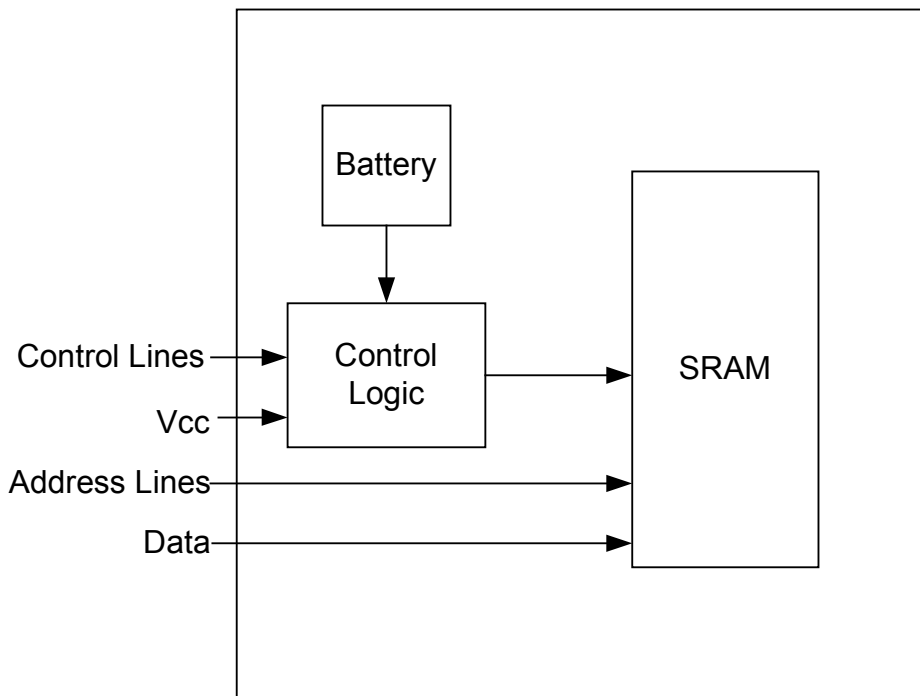 Battery
Control Lines
Control
Logic
SRAM
Vcc
Address Lines
Data